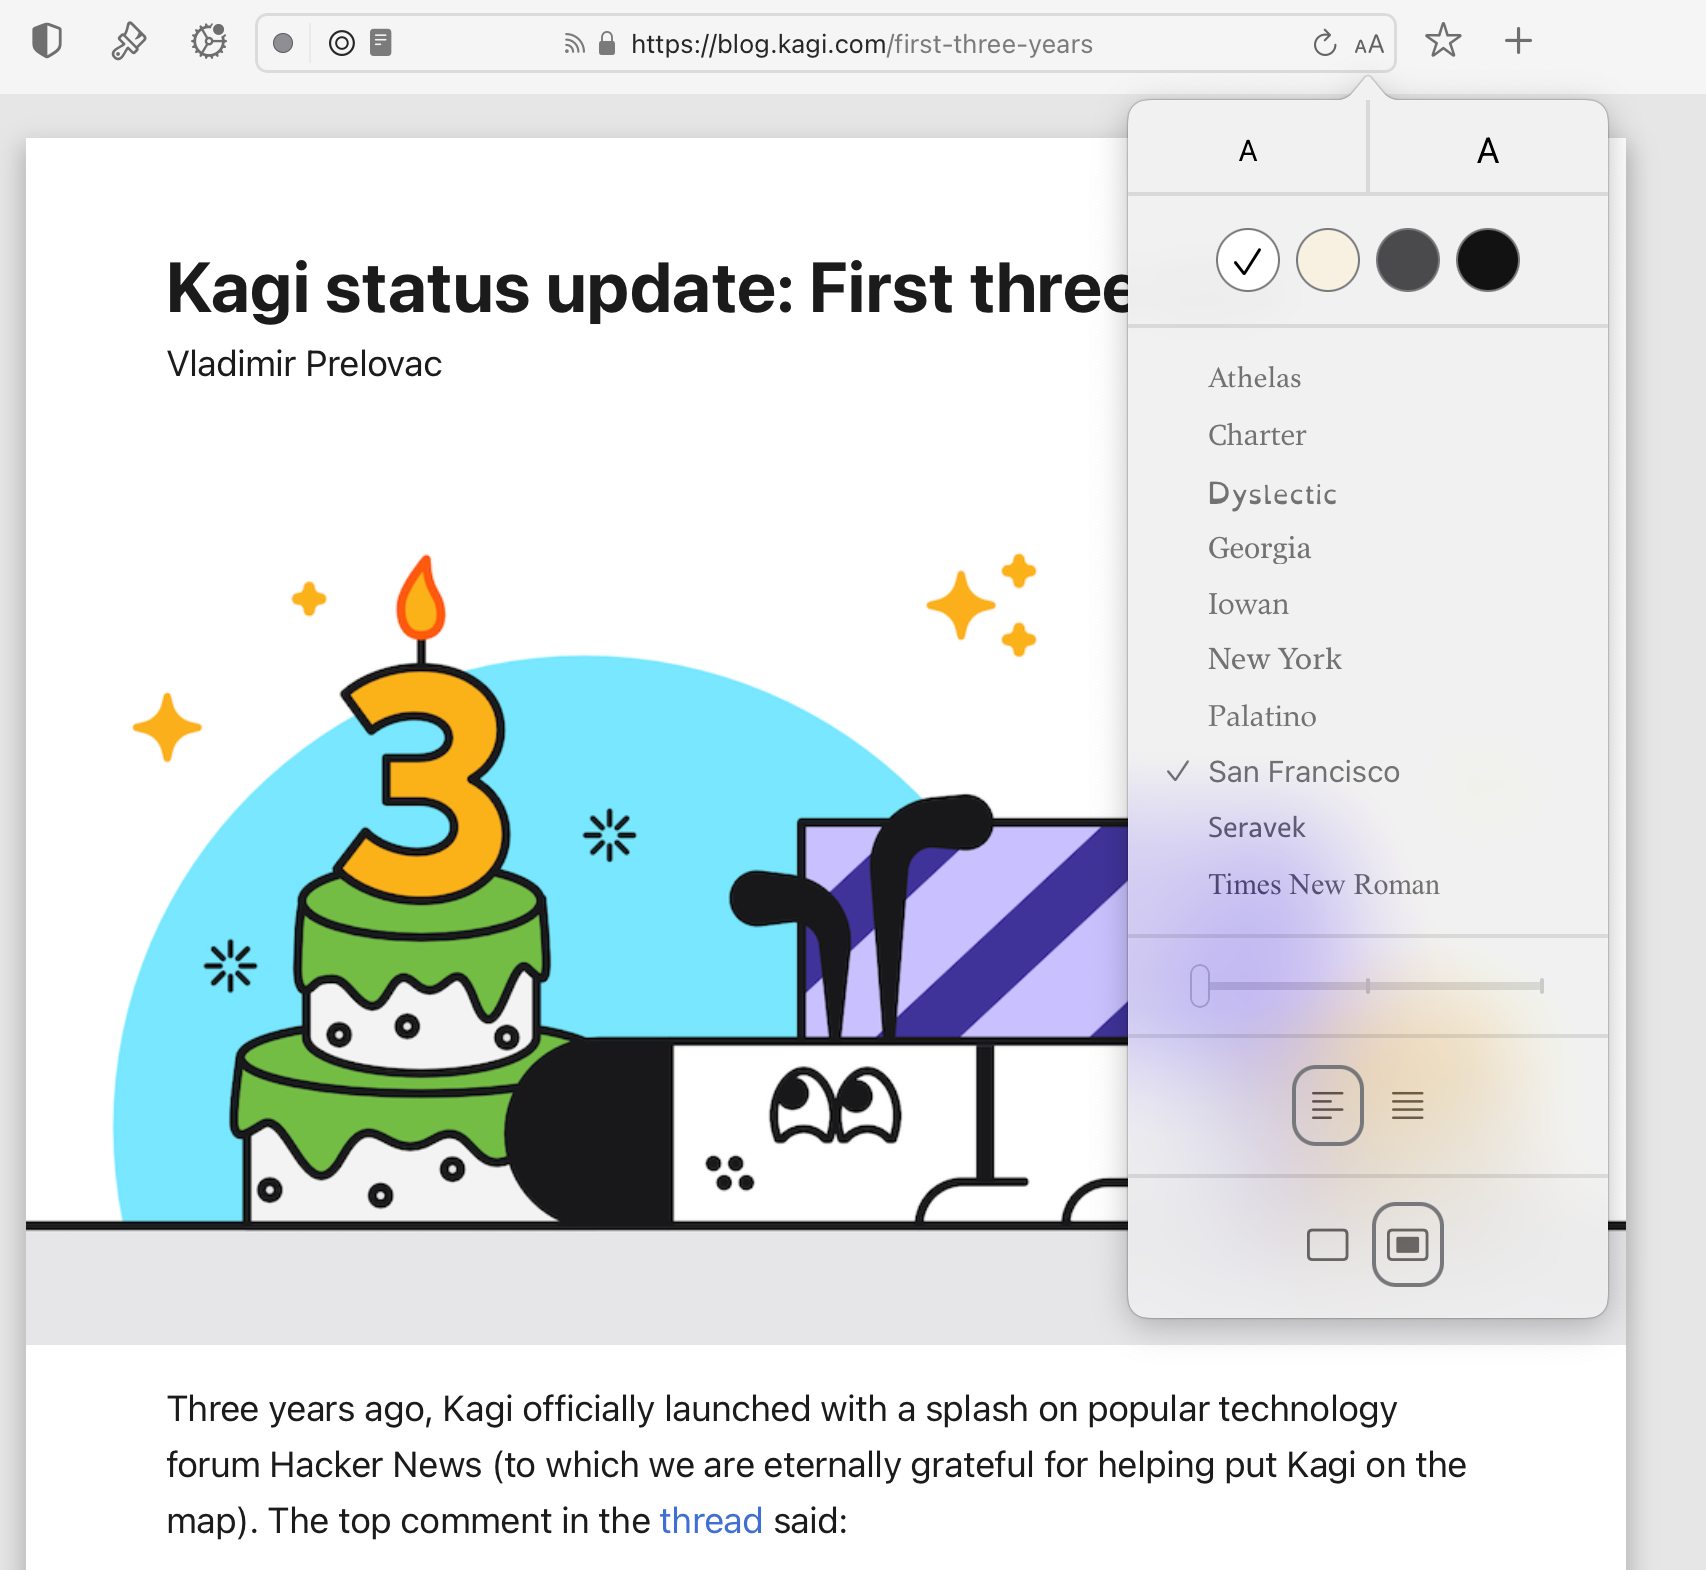 https://blog.kagi.com/first-three-years
AA
A
A
Kagi status update: First three
Vladimir Prelovac
Athelas
Charter
Dyslectic
Georgia
Iowan
New York
Palatino
San Francisco
Seravek
Times New Roman
3
Three years ago, Kagi officially launched with a splash on popular technology
forum Hacker News (to which we are eternally grateful for helping put Kagi on the
map). The top comment in the thread said: